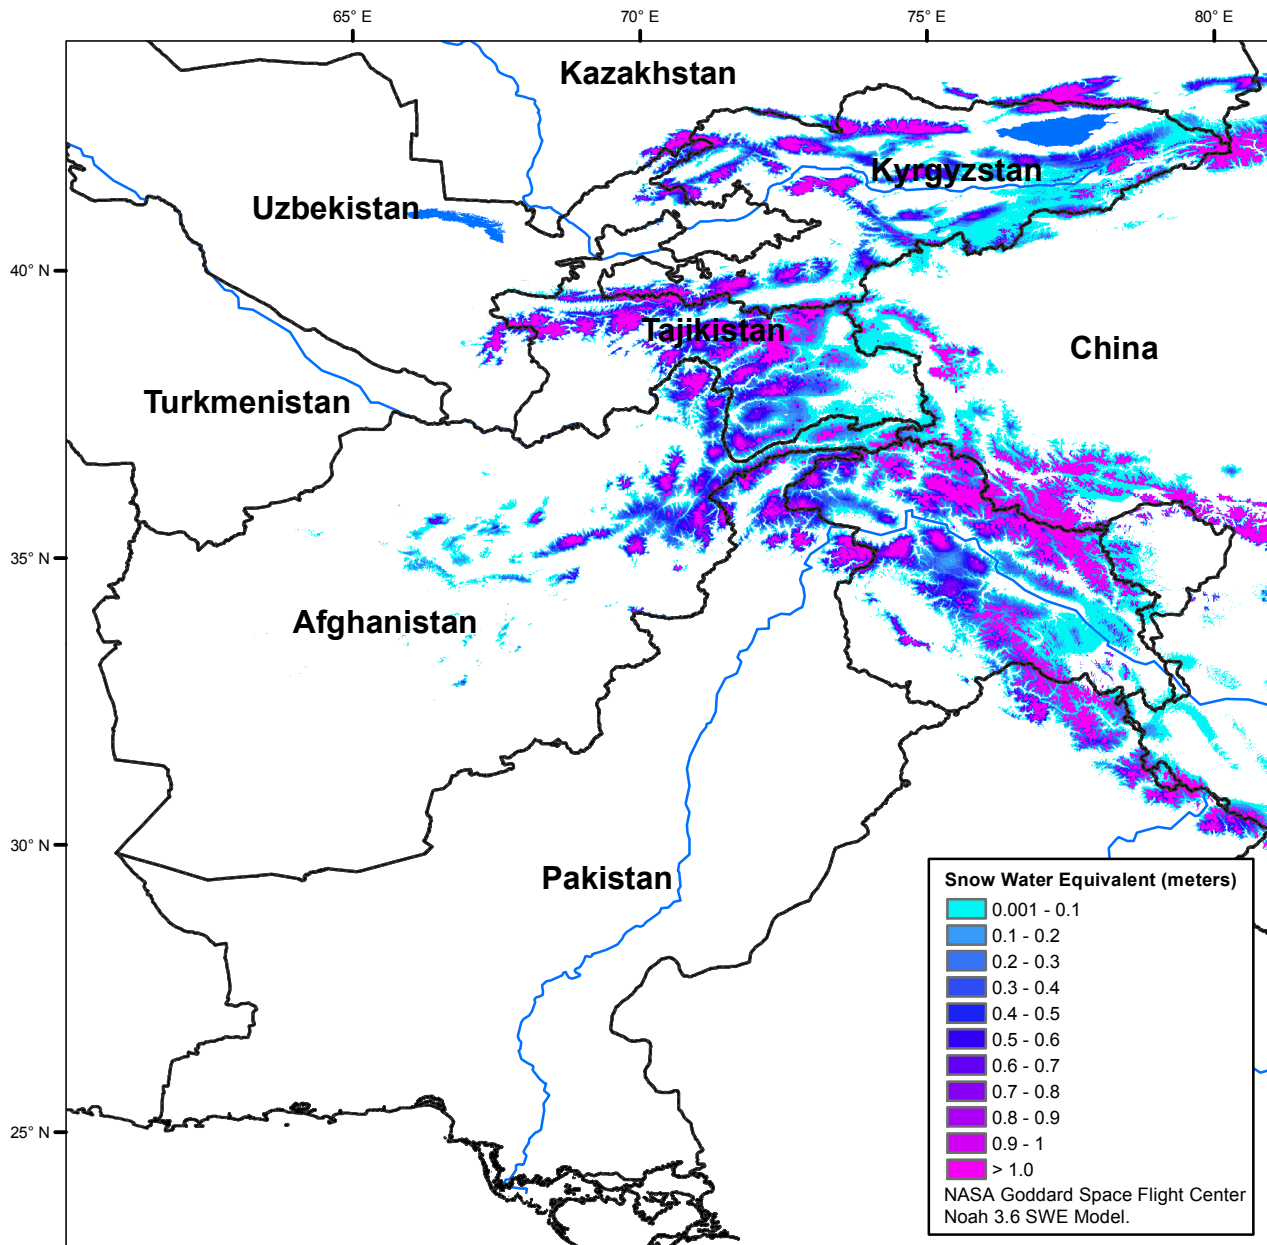 65° E
70° E
75° E
80° E
Kazakhstan
Kyrgyzstan
Uzbekistan
40° N
Tajikistan
China
Turkmenistan
35° N
Afghanistan
30° N
Pakistan
25° N
Snow Water Equivalent (meters)
0.001 - 0.1
0.1 - 0.2
0.2 - 0.3
0.3 - 0.4
0.4 - 0.5
0.5 - 0.6
0.6 - 0.7
0.7 - 0.8
0.8 - 0.9
0.9 - 1
> 1.0
NASA Goddard Space Flight Center
Noah 3.6 SWE Model.